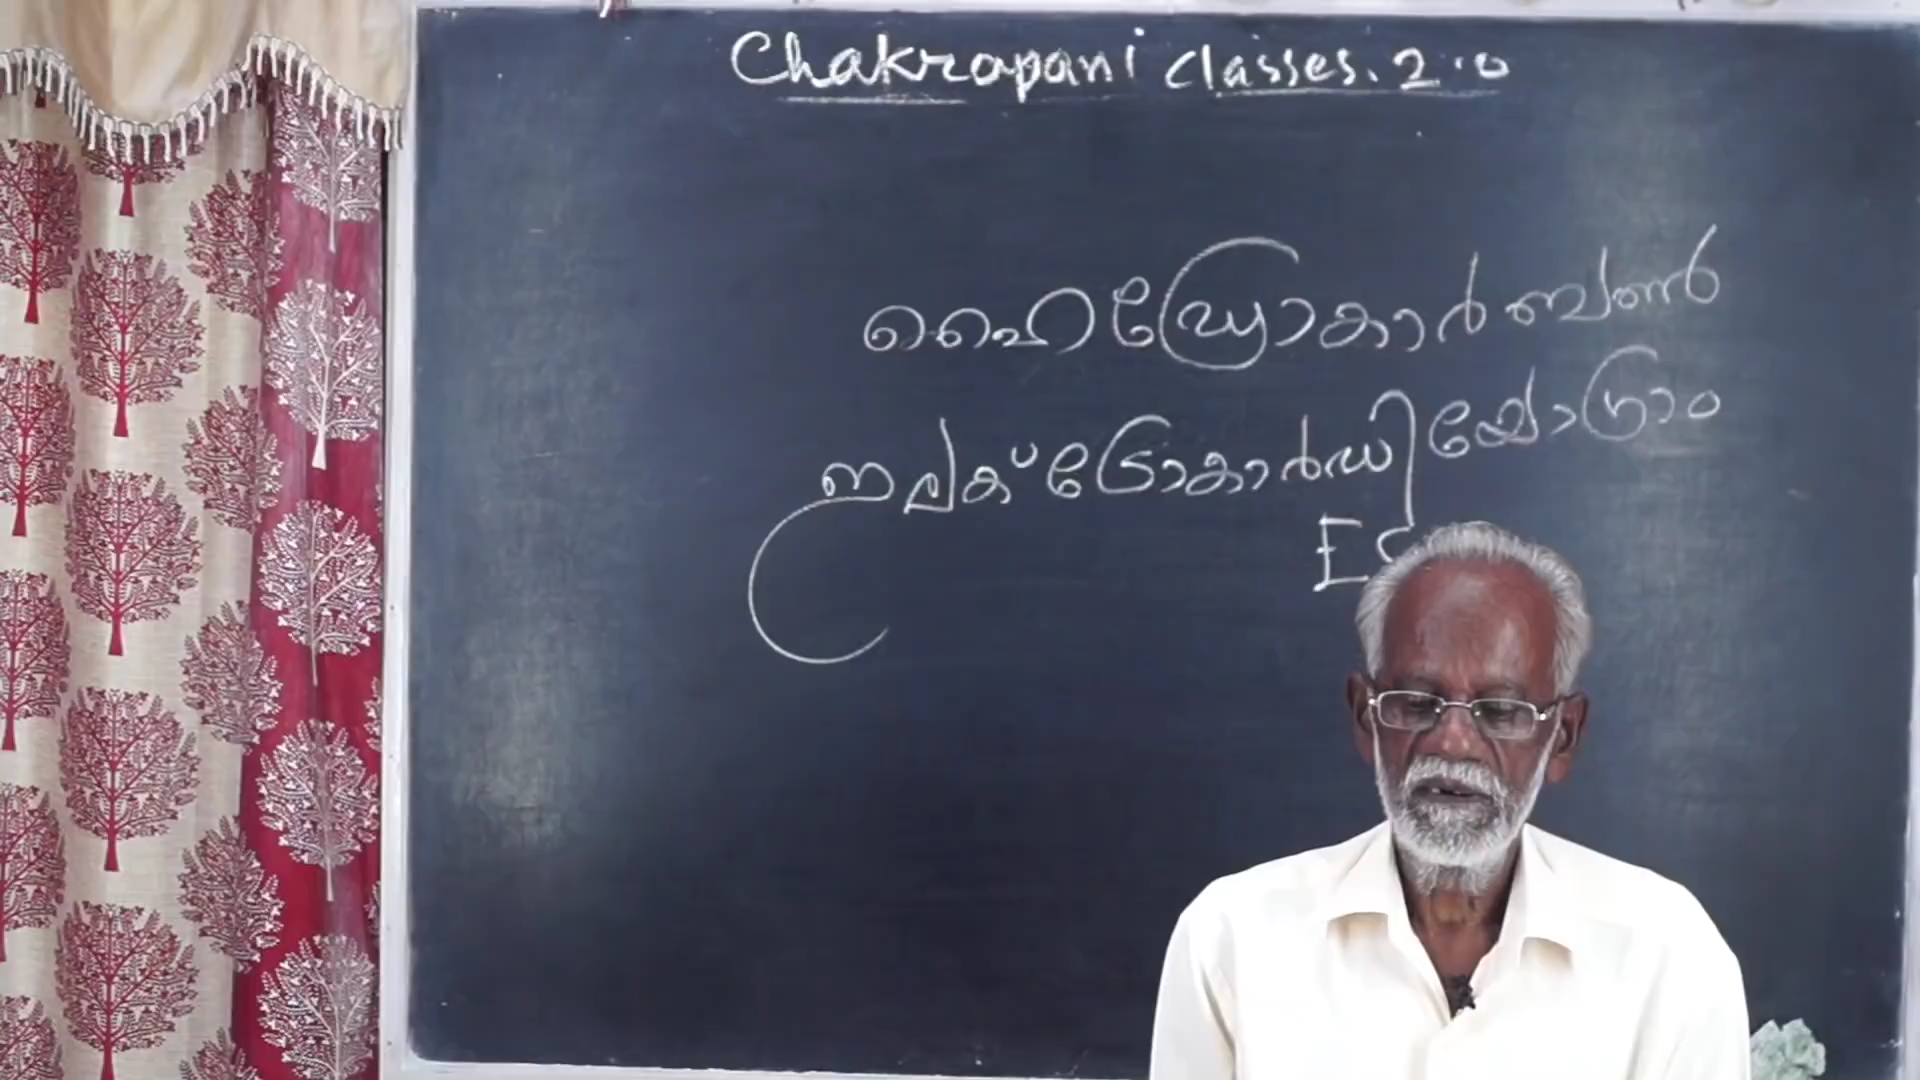 Chakrapani classes. 2.0
ഹൈഡ്രോകാർബൺ
ഇലക്ട്രോകാർഡിയോഗ്രാം